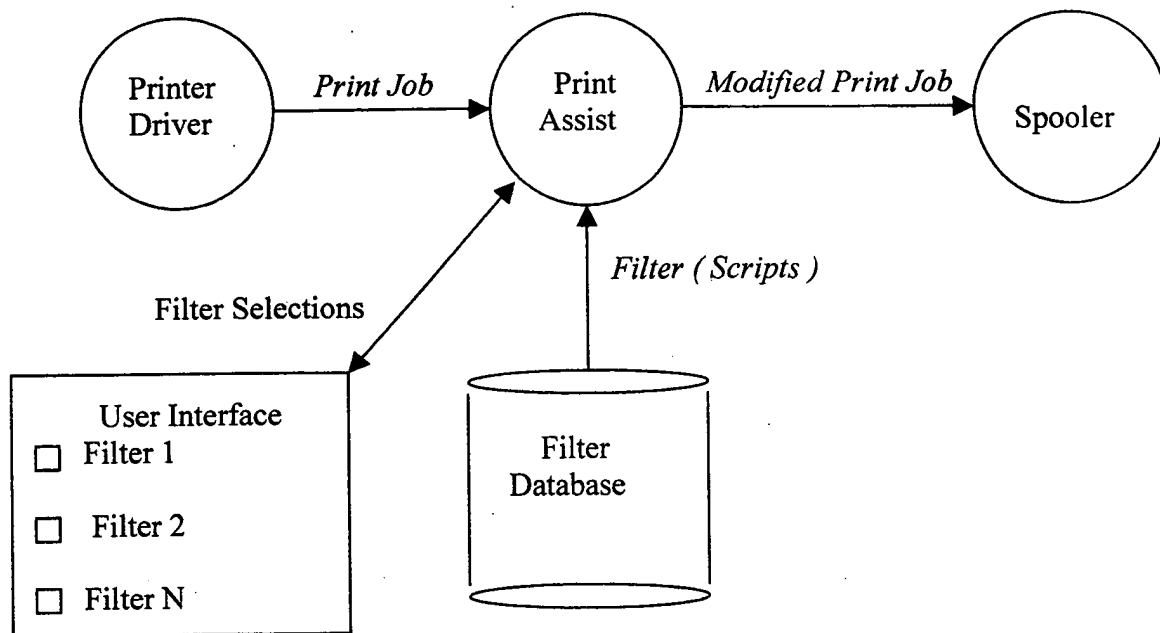 Printer
Driver
Print Job
Print
Assist
Modified Print Job
Spooler
Filter ( Scripts )
Filter Selections
User Interface
Filter 1
Filter 2
Filter N
Filter
Database